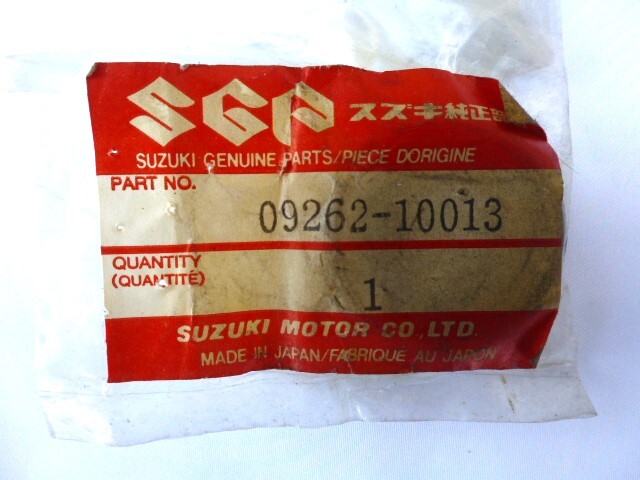 SGP スズキ純正部
SUZUKI GENUINE PARTS/PIECE DORIGINE
PART NO.
09262-10013
QUANTITY
(QUANTITÉ)
1
SUZUKI MOTOR CO.,LTD.
MADE IN JAPAN/FABRIQUÉ AU JAPON